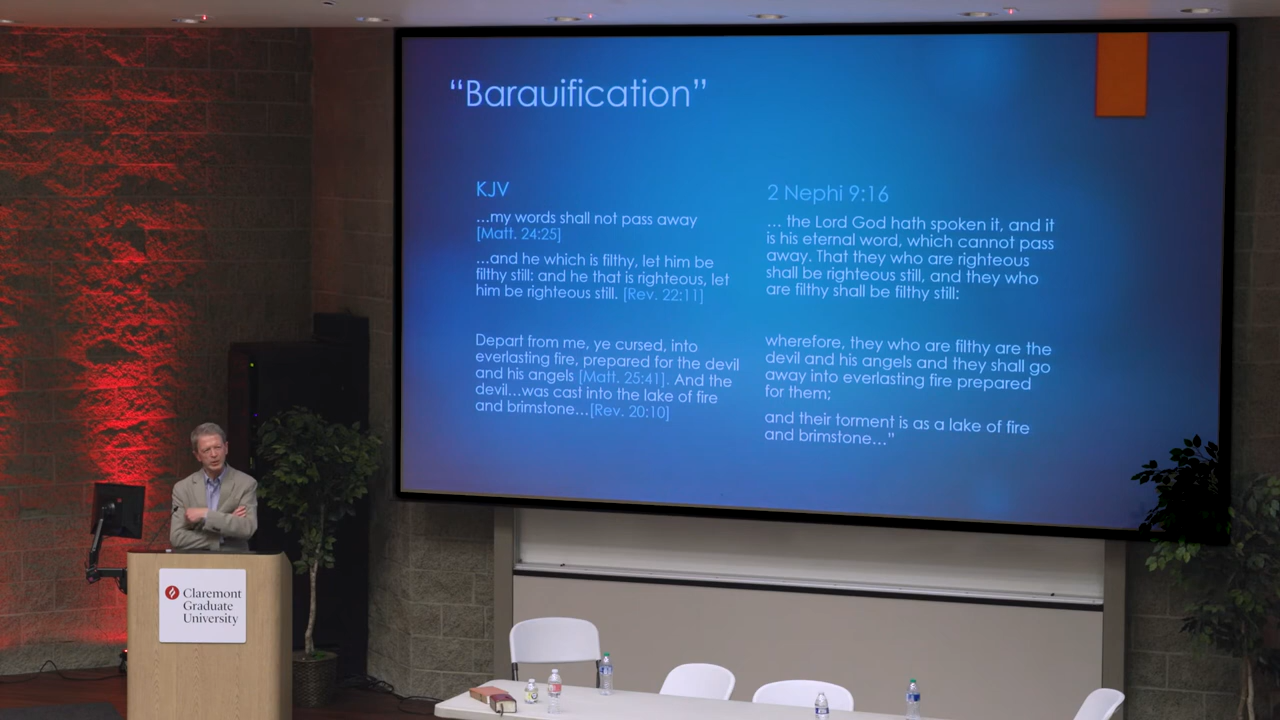 “Barauification”
KJV
…my words shall not pass away
[Matt. 24:25]
…and he which is filthy, let him be
filthy still: and he that is righteous, let
him be righteous still. [Rev. 22:11]
Depart from me, ye cursed, into
everlasting fire, prepared for the devil
and his angels [Matt. 25:41]. And the
devil…was cast into the lake of fire
and brimstone…[Rev. 20:10]
2 Nephi 9:16
… the Lord God hath spoken it, and it
is his eternal word, which cannot pass
away. That they who are righteous
shall be righteous still, and they who
are filthy shall be filthy still:
wherefore, they who are filthy are the
devil and his angels and they shall go
away into everlasting fire prepared
for them;
and their torment is as a lake of fire
and brimstone…”
Claremont
Graduate
University